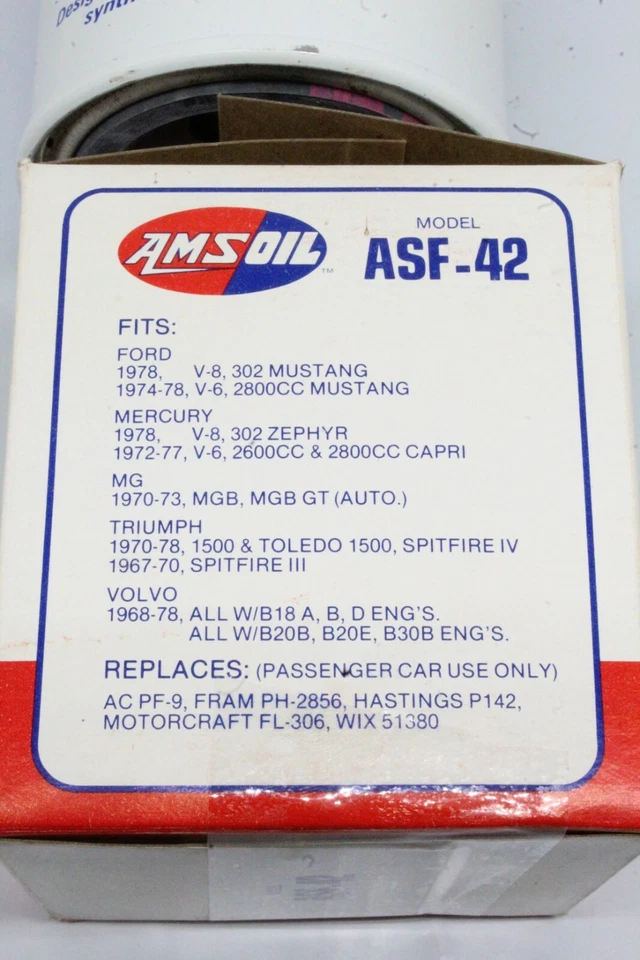 Desig
synth
AMSOIL
™
MODEL
ASF-42
FITS:
FORD
1978, V-8, 302 MUSTANG
1974-78, V-6, 2800CC MUSTANG
MERCURY
1978, V-8, 302 ZEPHYR
1972-77, V-6, 2600CC & 2800CC CAPRI
MG
1970-73, MGB, MGB GT (AUTO.)
TRIUMPH
1970-78, 1500 & TOLEDO 1500, SPITFIRE IV
1967-70, SPITFIRE III
VOLVO
1968-78, ALL W/B18 A, B, D ENG'S.
ALL W/B20B, B20E, B30B ENG'S.
REPLACES: (PASSENGER CAR USE ONLY)
AC PF-9, FRAM PH-2856, HASTINGS P142,
MOTORCRAFT FL-306, WIX 51380